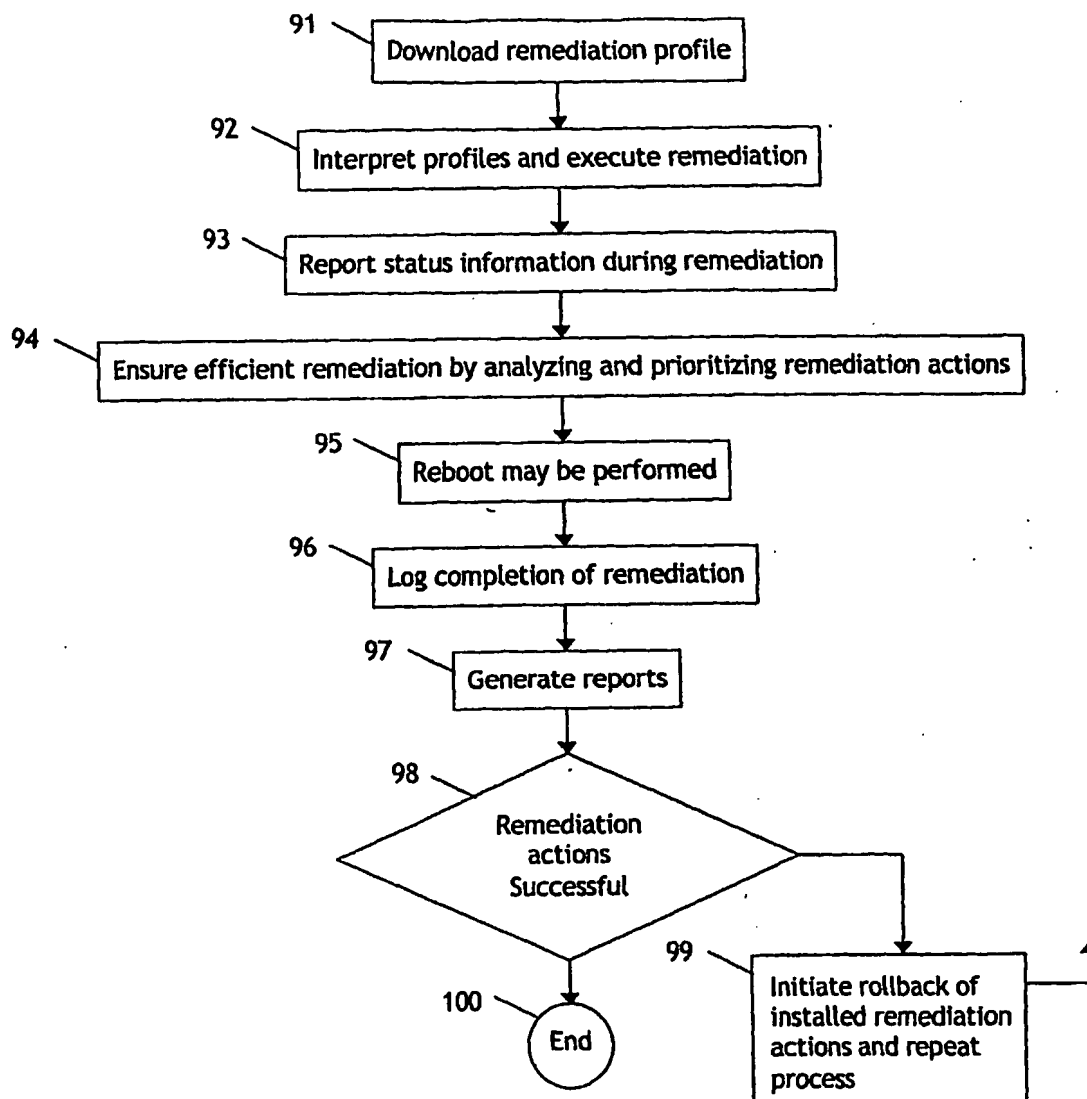 91
Download remediation profile
92
Interpret profiles and execute remediation
93
Report status information during remediation
94
Ensure efficient remediation by analyzing and prioritizing remediation actions
95
Reboot may be performed
96
Log completion of remediation
97
Generate reports
98
Remediation
actions
Successful
99
Initiate rollback of
installed remediation
actions and repeat
process
100
End